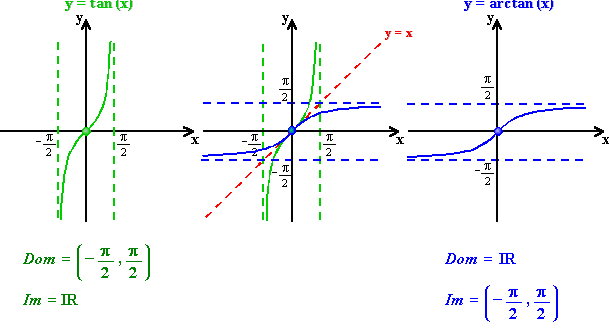 y = tan (x)
y = arctan (x)
y
y
y
y = x
π/2
π/2
x
x
x
-π/2
π/2
-π/2
π/2
-π/2
-π/2
Dom = (-π/2 , π/2)
Dom = IR
Im = IR
Im = (-π/2 , π/2)